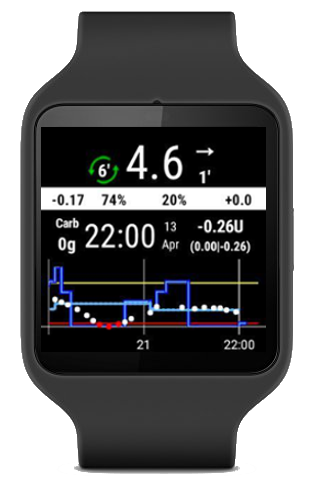 6' 4.6 → 1'
-0.17 74% 20% +0.0
Carb 22:00 13 -0.26U
0g Apr (0.00|-0.26)
21 22:00